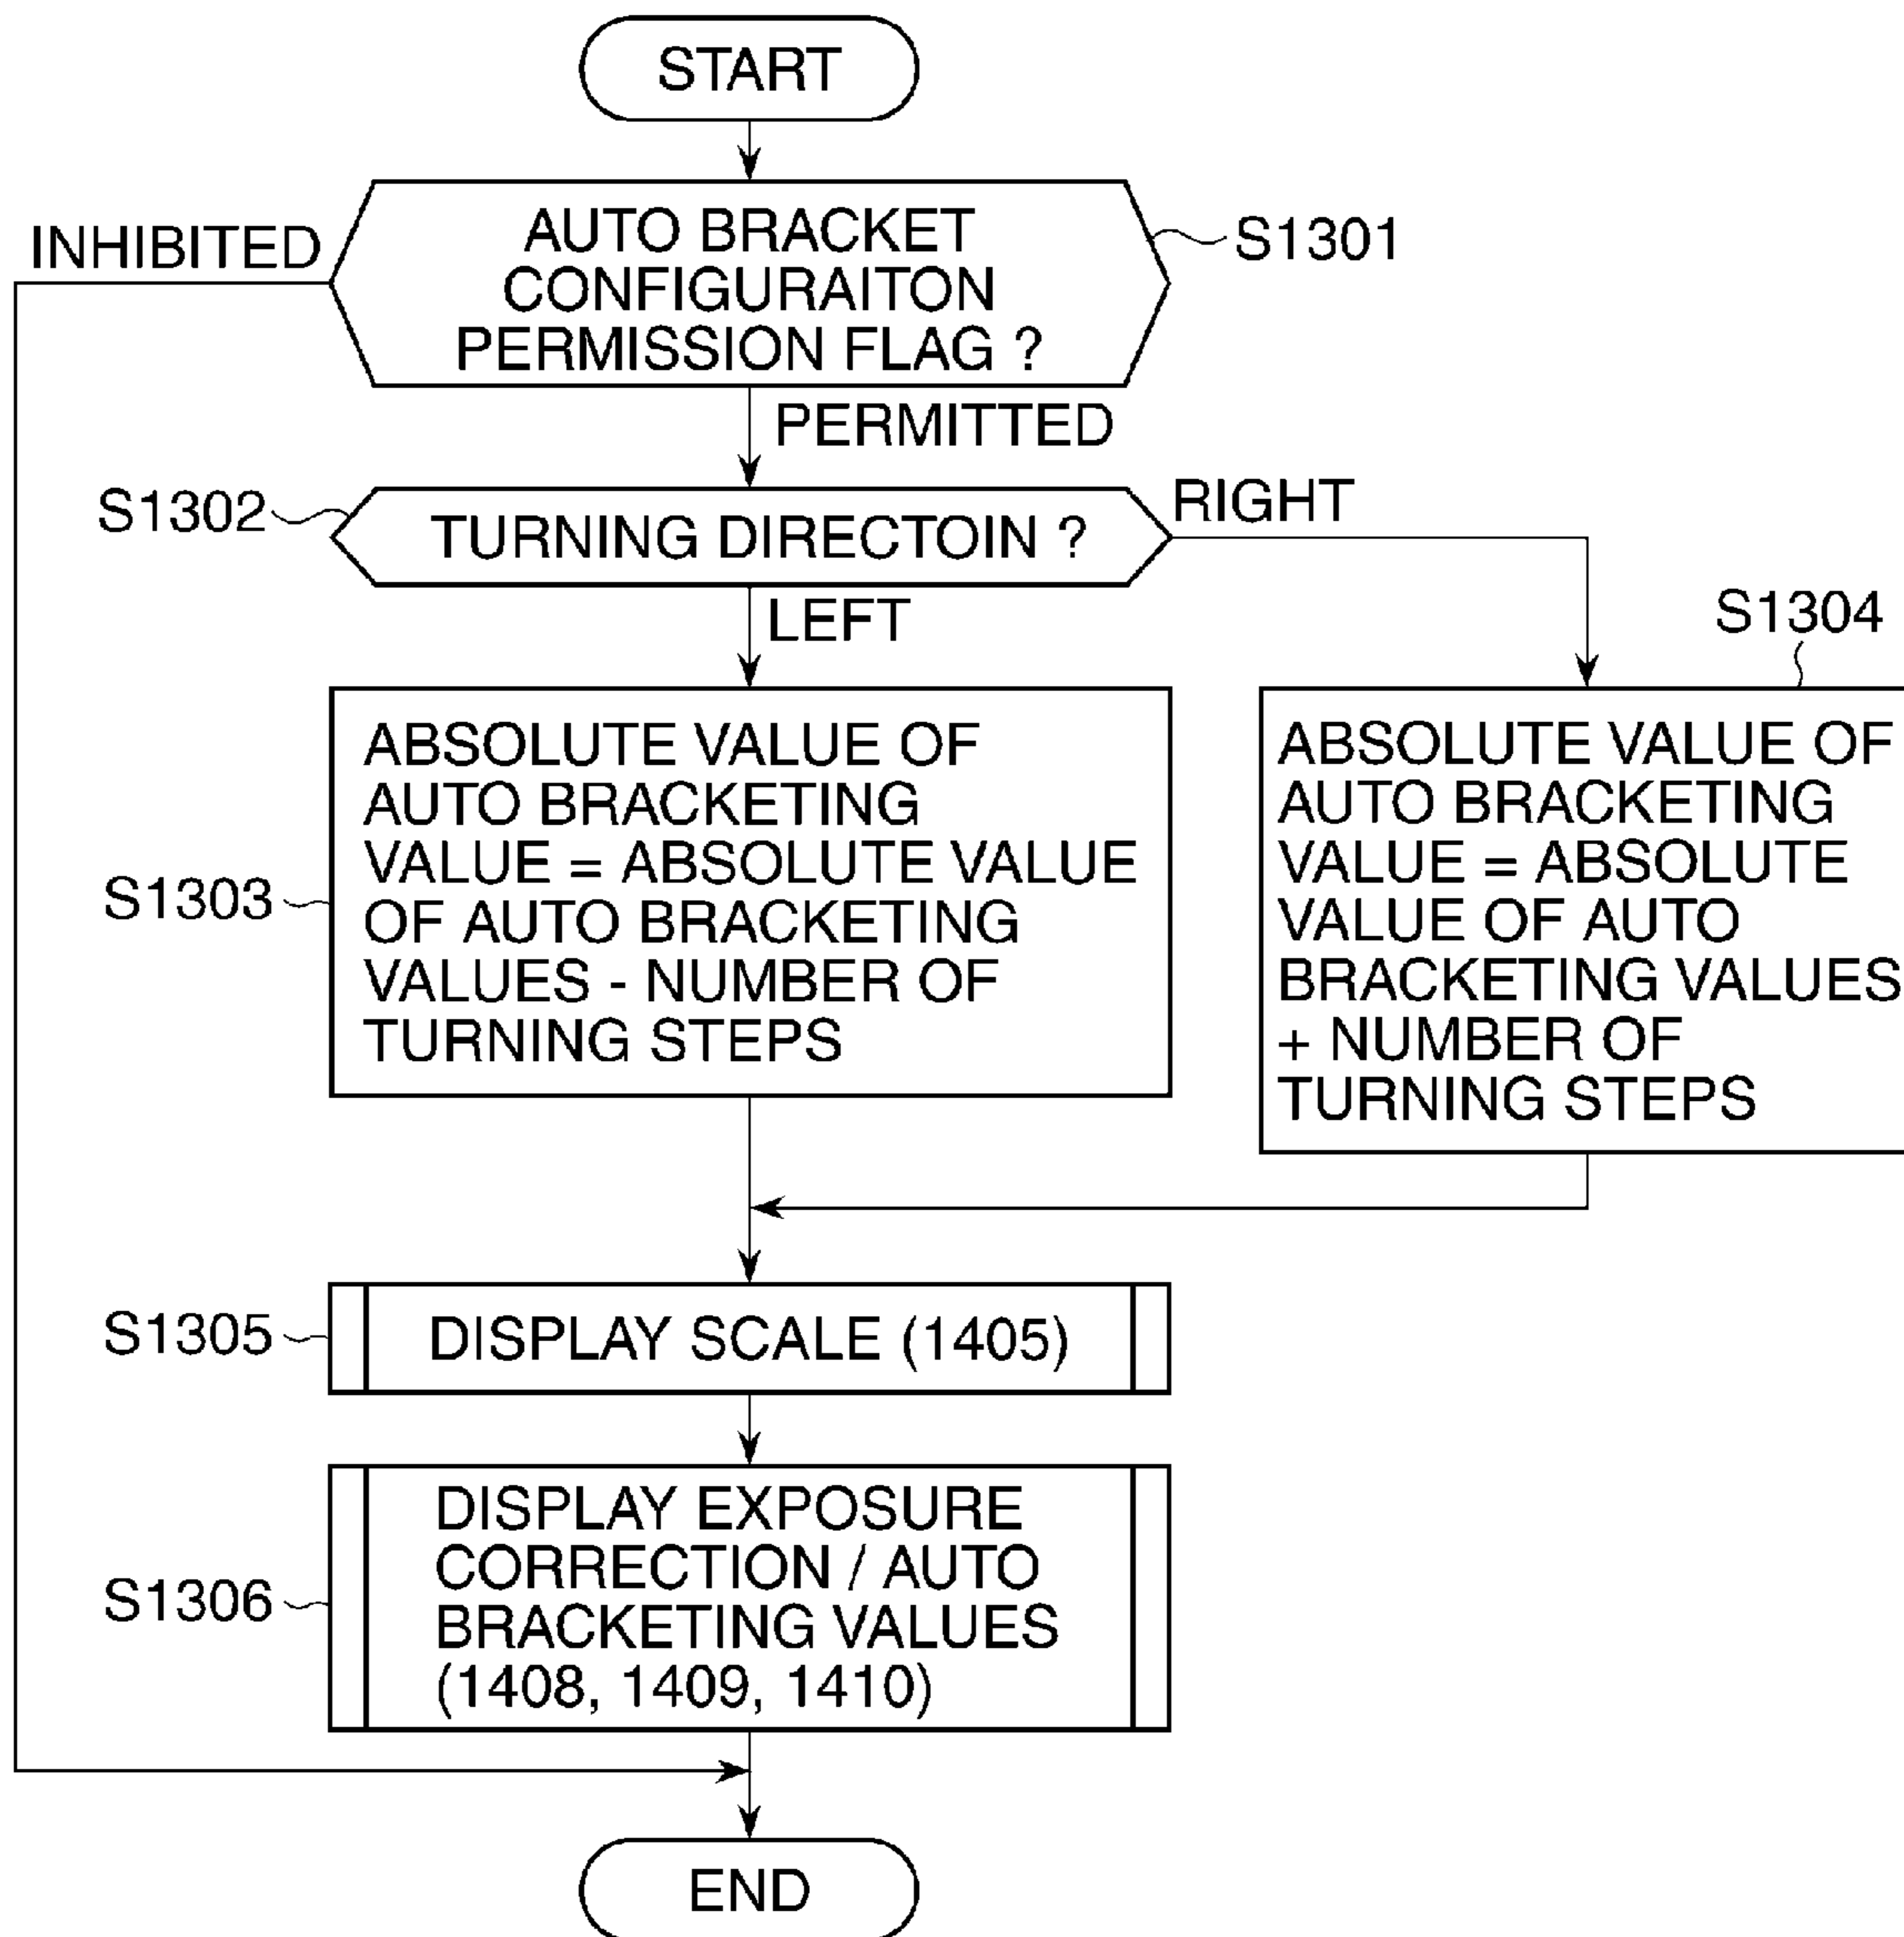 START
INHIBITED
AUTO BRACKET
CONFIGURAITON
PERMISSION FLAG ?
S1301
PERMITTED
S1302
TURNING DIRECTOIN ?
RIGHT
LEFT
S1303
ABSOLUTE VALUE OF
AUTO BRACKETING
VALUE = ABSOLUTE VALUE
OF AUTO BRACKETING
VALUES - NUMBER OF
TURNING STEPS
S1304
ABSOLUTE VALUE OF
AUTO BRACKETING
VALUE = ABSOLUTE
VALUE OF AUTO
BRACKETING VALUES
+ NUMBER OF
TURNING STEPS
S1305
DISPLAY SCALE (1405)
S1306
DISPLAY EXPOSURE
CORRECTION / AUTO
BRACKETING VALUES
(1408, 1409, 1410)
END